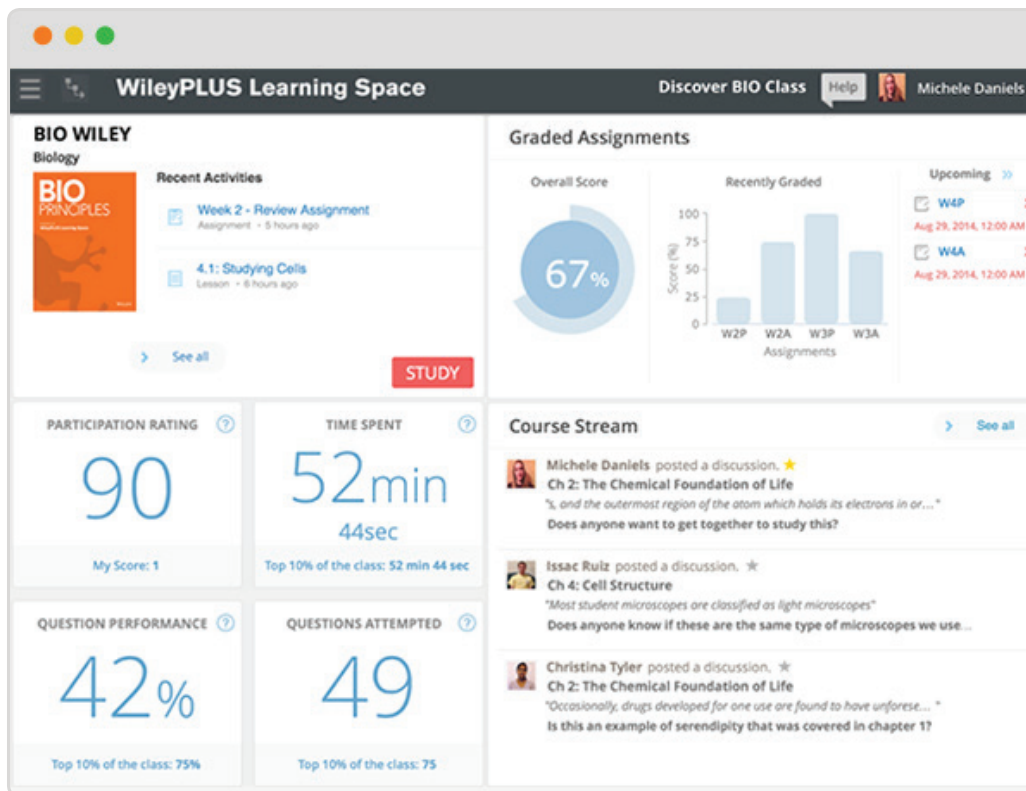 WileyPLUS Learning Space
Discover BIO Class
Help
Michele Daniels
BIO WILEY
Biology
BIO
PRINCIPLES
WileyPLUS Learning Space
Recent Activities
Week 2 - Review Assignment
Assignment • 5 hours ago
4.1: Studying Cells
Lesson • 6 hours ago
See all
STUDY
Graded Assignments
Overall Score
67%
Recently Graded
100
75
50
25
0
Score (%)
W2P W2A W3P W3A
Assignments
Upcoming
W4P
Aug 29, 2014, 12:00 AM
W4A
Aug 29, 2014, 12:00 AM
PARTICIPATION RATING ?
90
My Score: 1
TIME SPENT ?
52min
44sec
Top 10% of the class: 52 min 44 sec
QUESTION PERFORMANCE ?
42%
Top 10% of the class: 75%
QUESTIONS ATTEMPTED ?
49
Top 10% of the class: 75
Course Stream
See all
Michele Daniels posted a discussion.
Ch 2: The Chemical Foundation of Life
"s, and the outermost region of the atom which holds its electrons in or..."
Does anyone want to get together to study this?
Issac Ruiz posted a discussion.
Ch 4: Cell Structure
"Most student microscopes are classified as light microscopes"
Does anyone know if these are the same type of microscopes we use...
Christina Tyler posted a discussion.
Ch 2: The Chemical Foundation of Life
"Occasionally, drugs developed for one use are found to have unforese... "
Is this an example of serendipity that was covered in chapter 1?